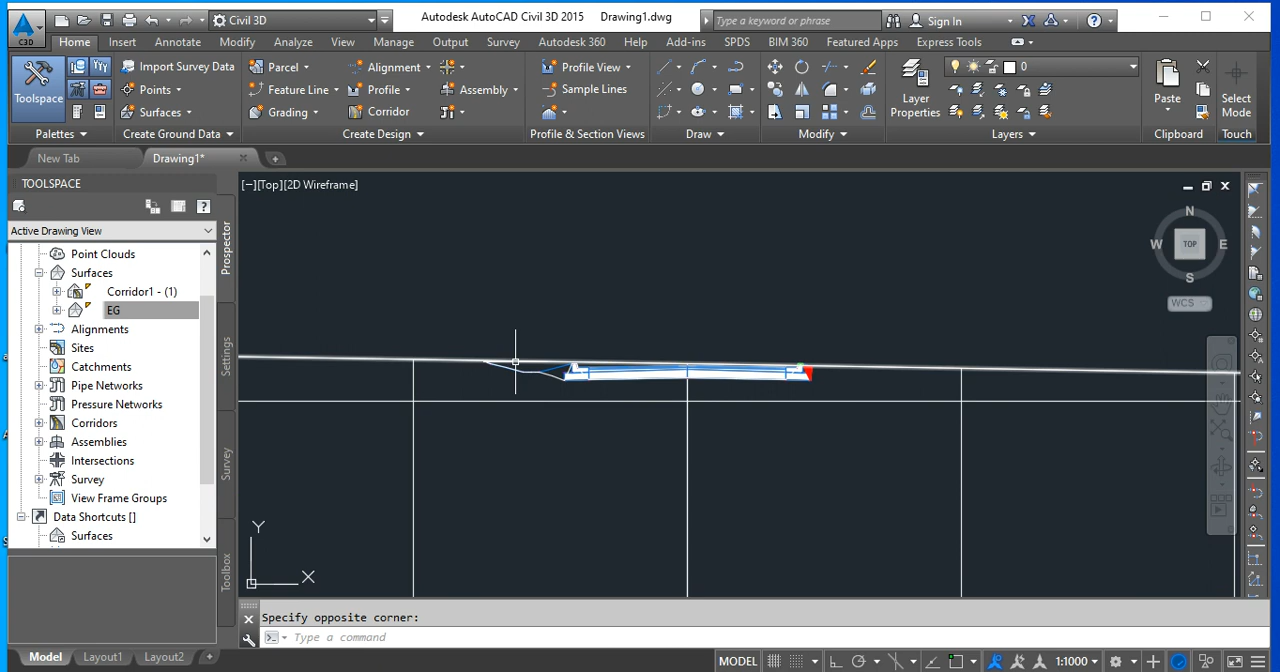 Civil 3D
Autodesk AutoCAD Civil 3D 2015 Drawing1.dwg
Type a keyword or phrase
Sign In
C3D
Home Insert Annotate Modify Analyze View Manage Output Survey Autodesk 360 Help Add-ins SPDS BIM 360 Featured Apps Express Tools
Toolspace
Import Survey Data
Points
Surfaces
Parcel
Feature Line
Grading
Alignment
Profile
Corridor
Assembly
Profile View
Sample Lines
Layer
Properties
0
Paste
Select
Mode
Palettes
Create Ground Data
Create Design
Profile & Section Views
Draw
Modify
Layers
Clipboard
Touch
New Tab
Drawing1*
TOOLSPACE
Active Drawing View
Point Clouds
Surfaces
Corridor1 - (1)
EG
Alignments
Sites
Catchments
Pipe Networks
Pressure Networks
Corridors
Assemblies
Intersections
Survey
View Frame Groups
Data Shortcuts []
Surfaces
Prospector
Settings
Survey
Toolbox
[−][Top][2D Wireframe]
N
W
TOP
E
S
WCS
Y
X
Specify opposite corner:
Type a command
Model Layout1 Layout2
MODEL
1:1000